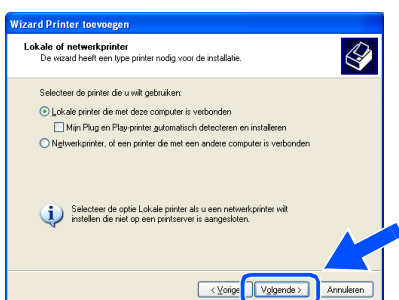 Wizard Printer toevoegen
Lokale of netwerkprinter
De wizard heeft een type printer nodig voor de installatie.
Selecteer de printer die u wilt gebruiken:
Lokale printer die met deze computer is verbonden
Mijn Plug en Play-printer automatisch detecteren en installeren
Netwerkprinter, of een printer die met een andere computer is verbonden
Selecteer de optie Lokale printer als u een netwerkprinter wilt
instellen die niet op een printserver is aangesloten.
< Vorige Volgende > Annuleren